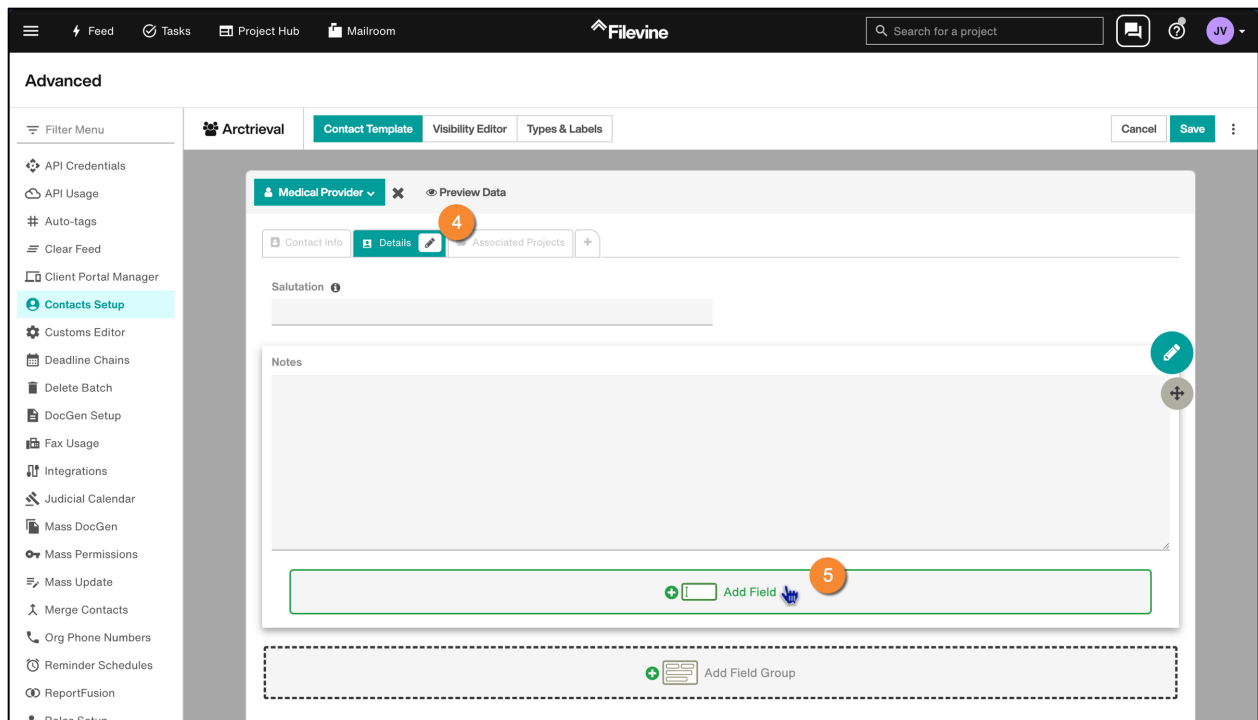 Feed
Tasks
Project Hub
Mailroom
Filevine
Search for a project
JV
Advanced
Filter Menu
API Credentials
API Usage
Auto-tags
Clear Feed
Client Portal Manager
Contacts Setup
Customs Editor
Deadline Chains
Delete Batch
DocGen Setup
Fax Usage
Integrations
Judicial Calendar
Mass DocGen
Mass Permissions
Mass Update
Merge Contacts
Org Phone Numbers
Reminder Schedules
ReportFusion
Roles Setup
Arctrieval
Contact Template
Visibility Editor
Types & Labels
Cancel
Save
Medical Provider
Preview Data
4
Contact Info
Details
Associated Projects
Salutation
Notes
5
Add Field
Add Field Group